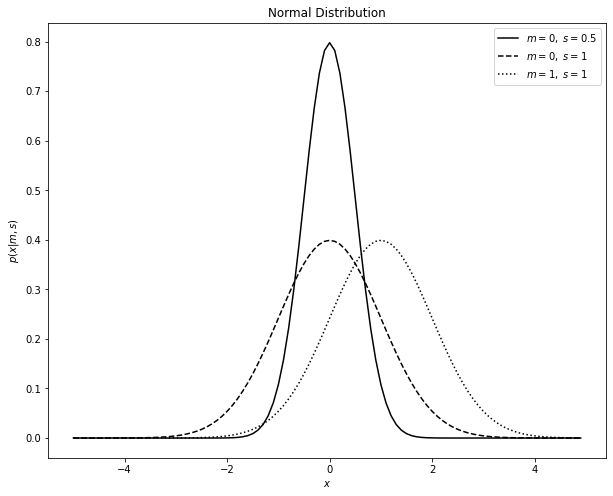 Normal Distribution
m = 0, s = 0.5
m = 0, s = 1
m = 1, s = 1
p(x|m, s)
0.8
0.7
0.6
0.5
0.4
0.3
0.2
0.1
0.0
−4 −2 0 2 4
x